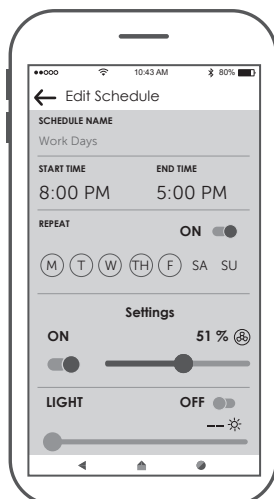 10:43 AM 80%
Edit Schedule
SCHEDULE NAME
Work Days
START TIME END TIME
8:00 PM 5:00 PM
REPEAT ON
M T W TH F SA SU
Settings
ON 51 %
LIGHT OFF
--